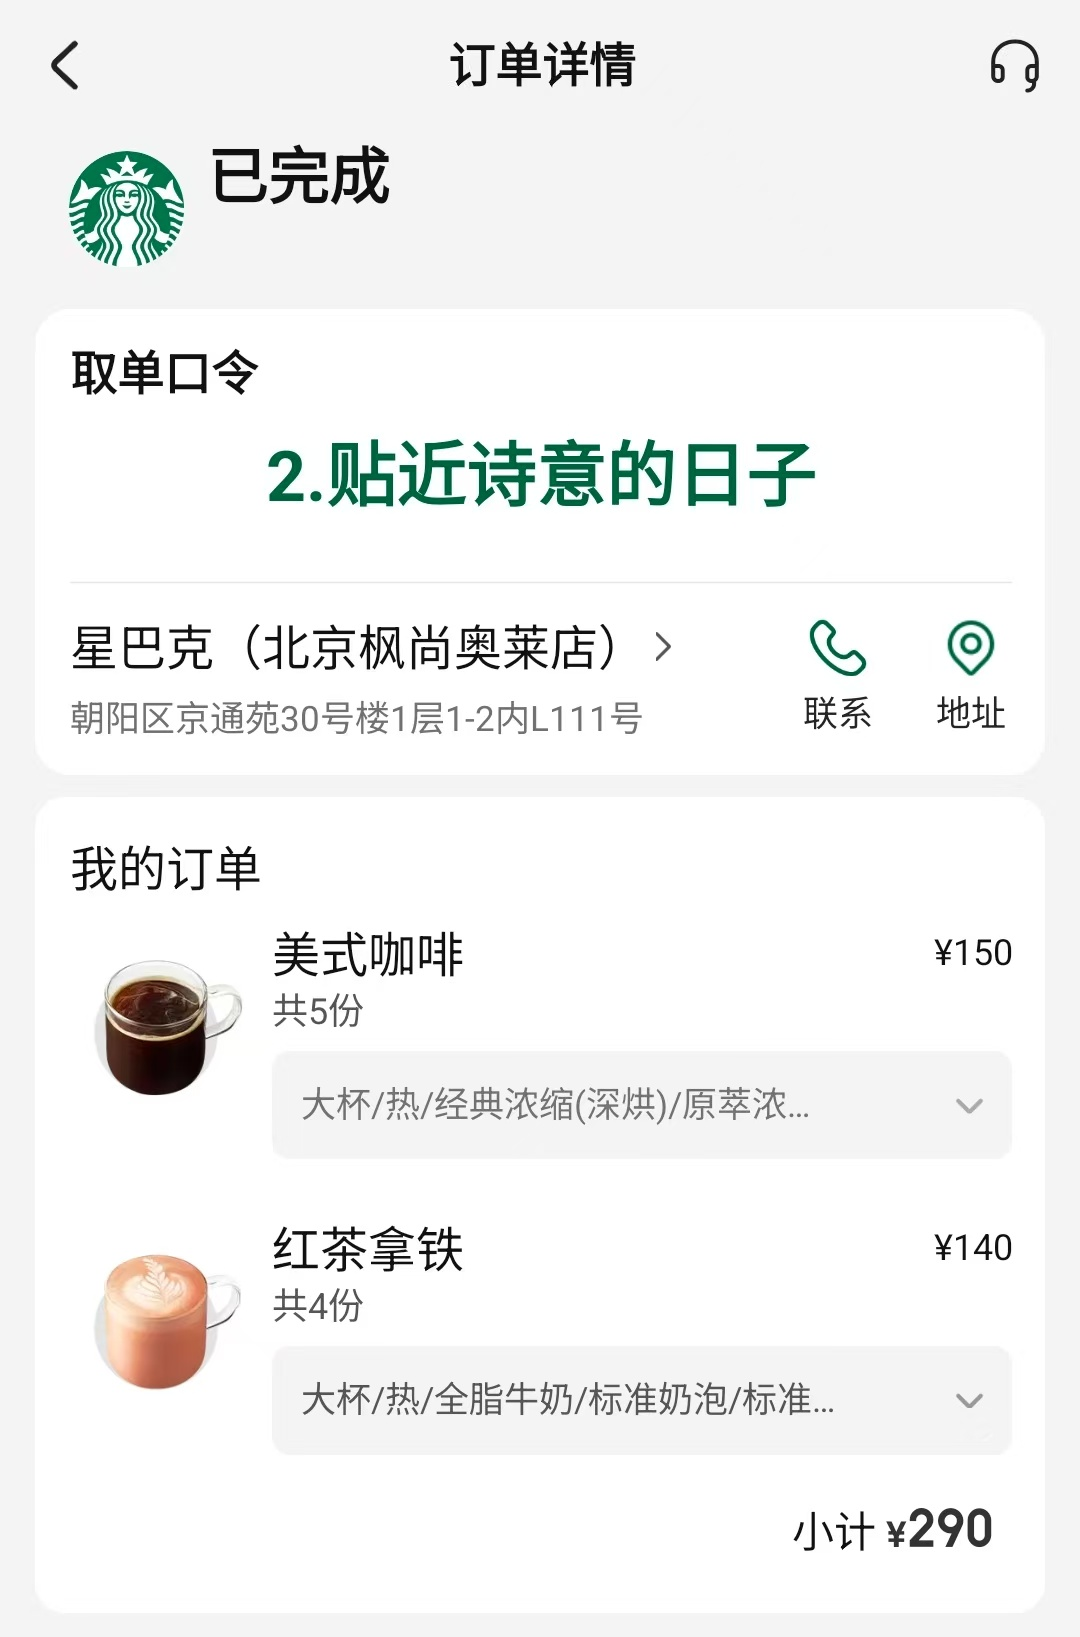 订单详情
已完成
取单口令
2.贴近诗意的日子
星巴克（北京枫尚奥莱店）
朝阳区京通苑30号楼1层1-2内L111号
联系
地址
我的订单
美式咖啡
¥150
共5份
大杯/热/经典浓缩(深烘)/原萃浓...
红茶拿铁
¥140
共4份
大杯/热/全脂牛奶/标准奶泡/标准...
小计 ¥290